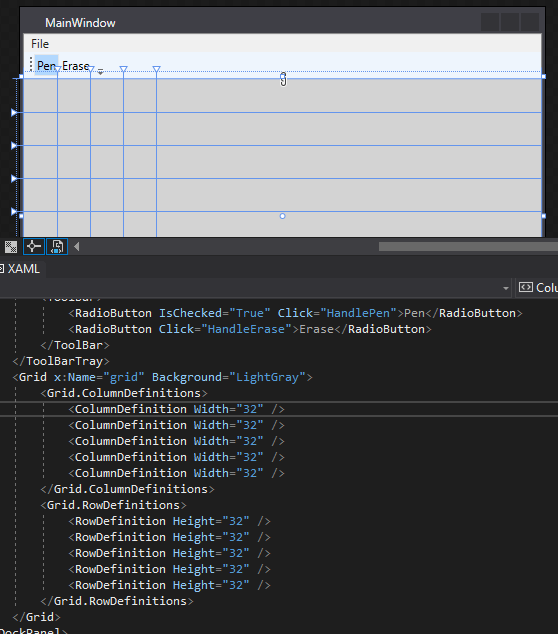 MainWindow
File
Pen Erase
XAML
Colu
<ToolBar>
<RadioButton IsChecked="True" Click="HandlePen">Pen</RadioButton>
<RadioButton Click="HandleErase">Erase</RadioButton>
</ToolBar>
</ToolBarTray>
<Grid x:Name="grid" Background="LightGray">
<Grid.ColumnDefinitions>
<ColumnDefinition Width="32" />
<ColumnDefinition Width="32" />
<ColumnDefinition Width="32" />
<ColumnDefinition Width="32" />
<ColumnDefinition Width="32" />
</Grid.ColumnDefinitions>
<Grid.RowDefinitions>
<RowDefinition Height="32" />
<RowDefinition Height="32" />
<RowDefinition Height="32" />
<RowDefinition Height="32" />
<RowDefinition Height="32" />
</Grid.RowDefinitions>
</Grid>
DockPanel>